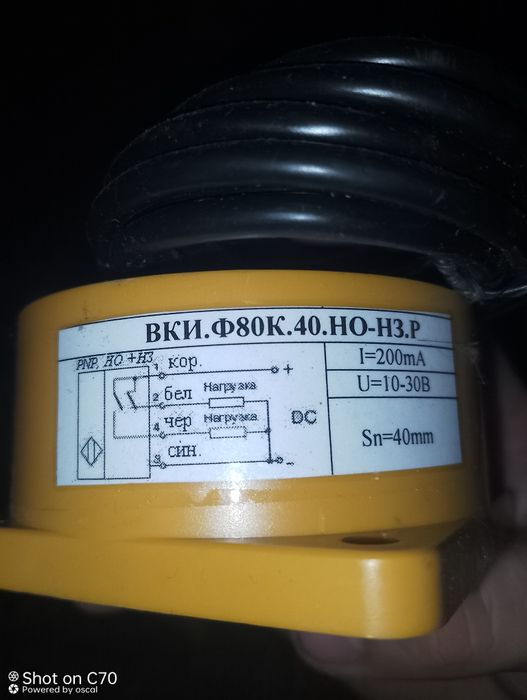 ВКИ.Ф80К.40.НО-НЗ.Р
PNP, НО +НЗ
1 кор. +
I=200mA
2 бел Нагрузка
U=10-30В
4 чер Нагрузка
DC
Sn=40mm
3 син. -
Shot on C70
Powered by oscal